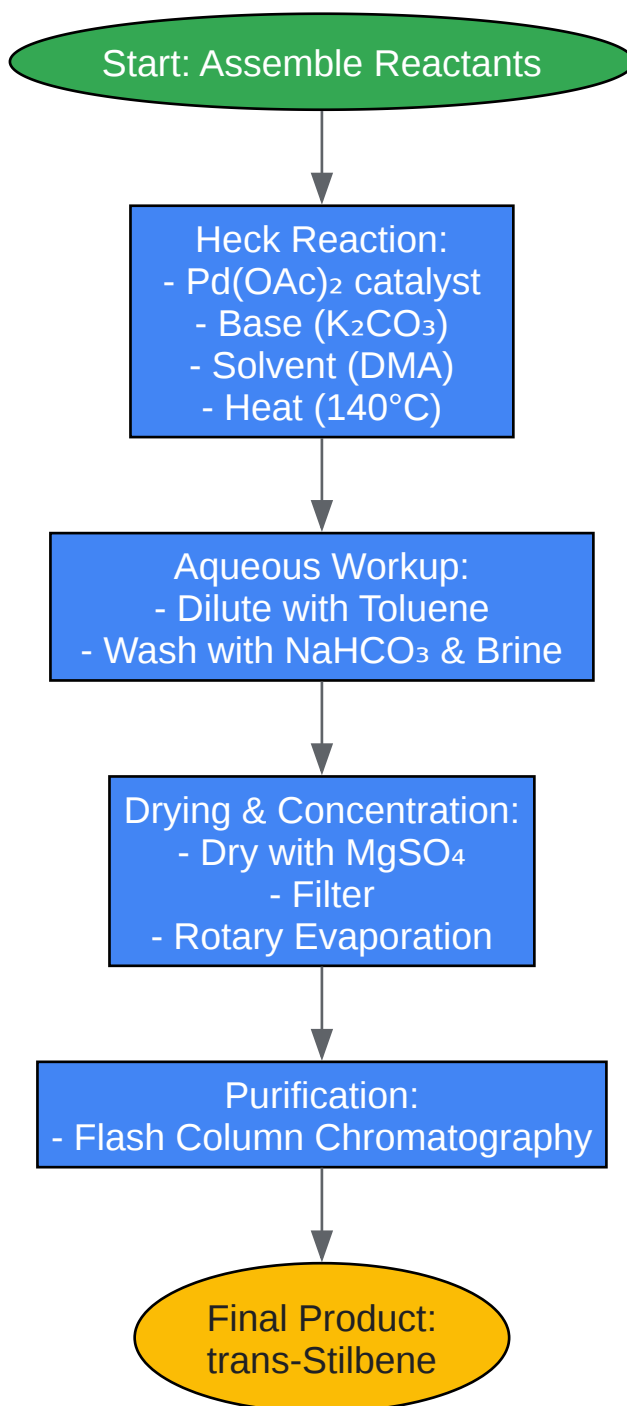 Start: Assemble Reactants
Heck Reaction:
- Pd(OAc)₂ catalyst
- Base (K₂CO₃)
- Solvent (DMA)
- Heat (140°C)
Aqueous Workup:
- Dilute with Toluene
- Wash with NaHCO₃ & Brine
Drying & Concentration:
- Dry with MgSO₄
- Filter
- Rotary Evaporation
Purification:
- Flash Column Chromatography
Final Product:
trans-Stilbene